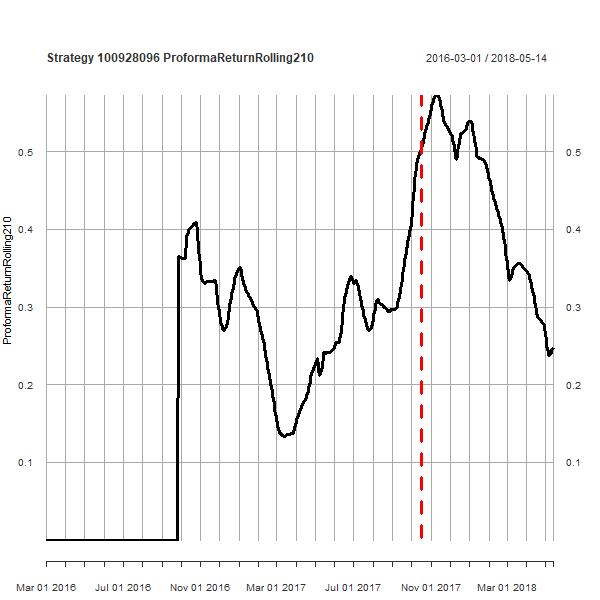 Strategy 100928096 ProformaReturnRolling210
2016-03-01 / 2018-05-14
ProformaReturnRolling210
0.5
0.4
0.3
0.2
0.1
0.5
0.4
0.3
0.2
0.1
Mar 01 2016
Jul 01 2016
Nov 01 2016
Mar 01 2017
Jul 01 2017
Nov 01 2017
Mar 01 2018